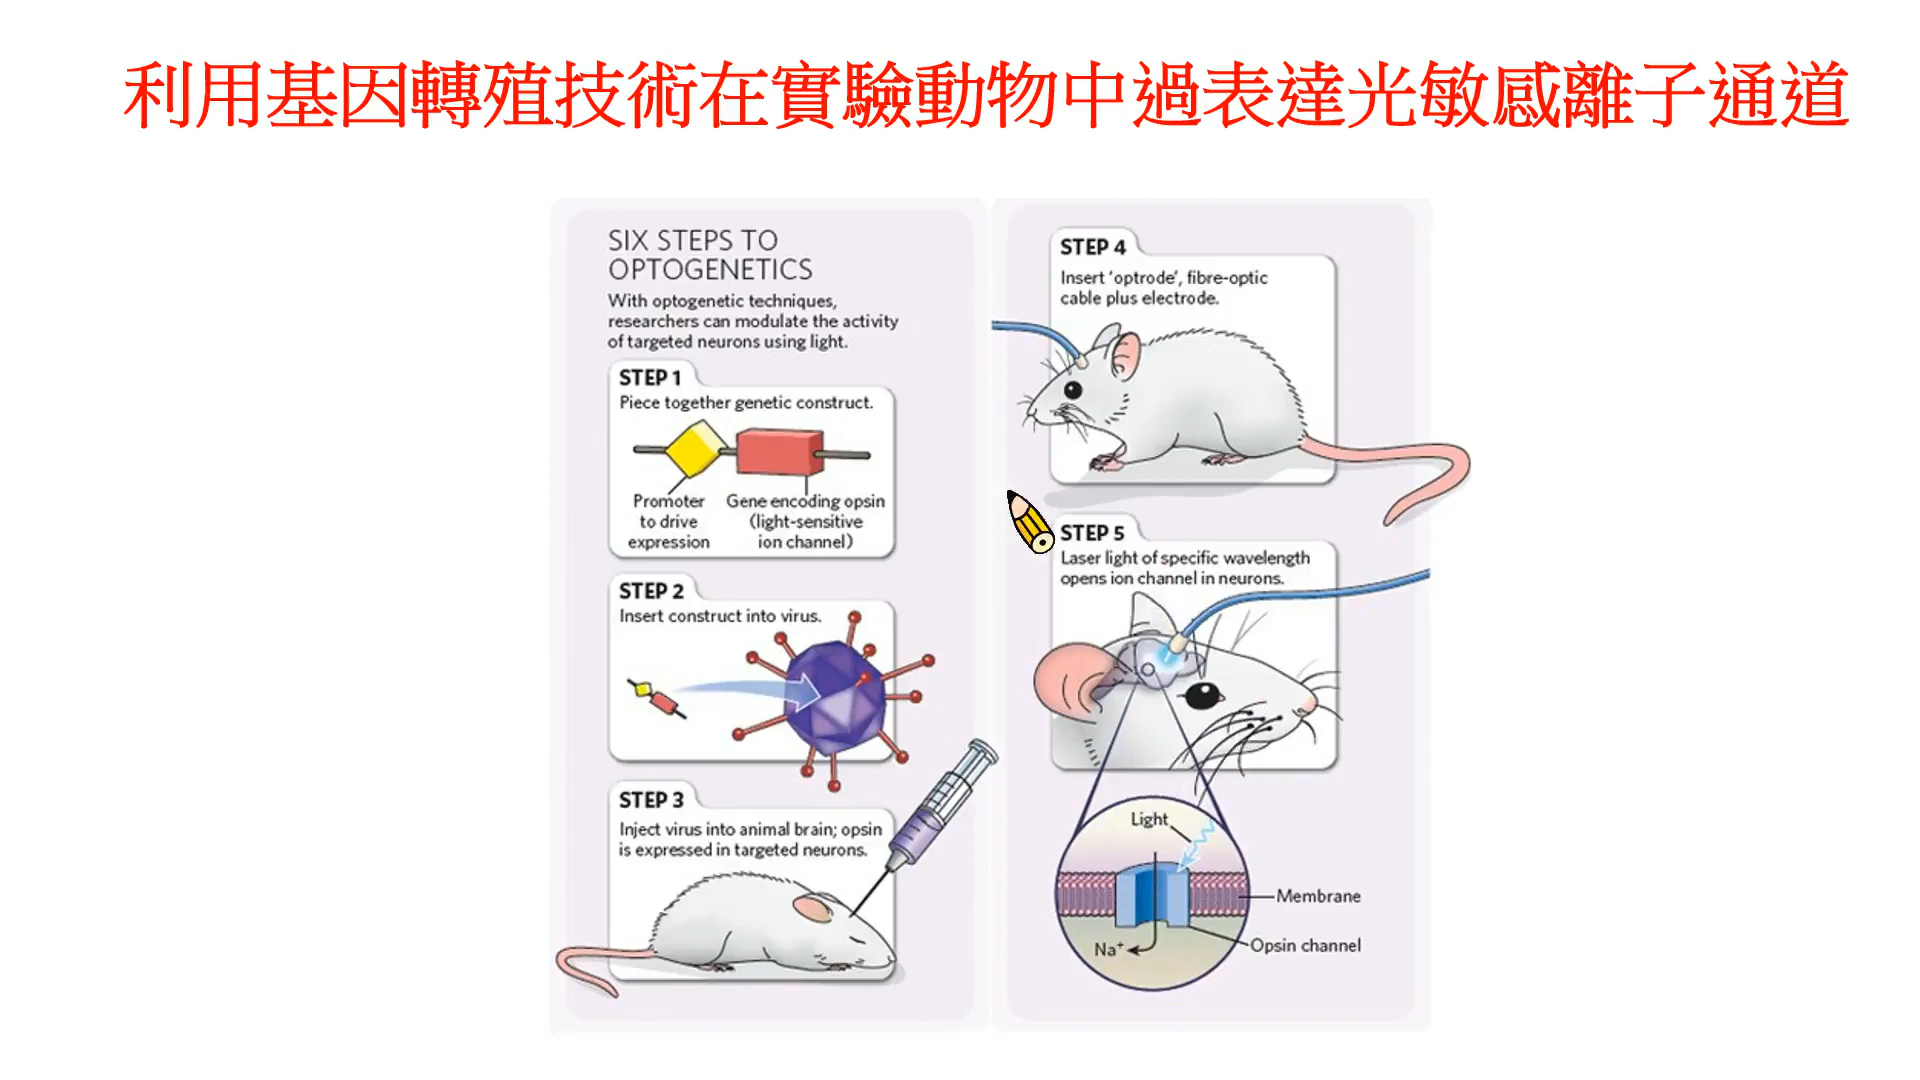 利用基因轉殖技術在實驗動物中過表達光敏感離子通道
SIX STEPS TO
OPTOGENETICS
With optogenetic techniques,
researchers can modulate the activity
of targeted neurons using light.
STEP 1
Piece together genetic construct.
Promoter
to drive
expression
Gene encoding opsin
(light-sensitive
ion channel)
STEP 2
Insert construct into virus.
STEP 3
Inject virus into animal brain; opsin
is expressed in targeted neurons.
STEP 4
Insert ‘optrode’, fibre-optic
cable plus electrode.
STEP 5
Laser light of specific wavelength
opens ion channel in neurons.
Light
Membrane
Na⁺
Opsin channel